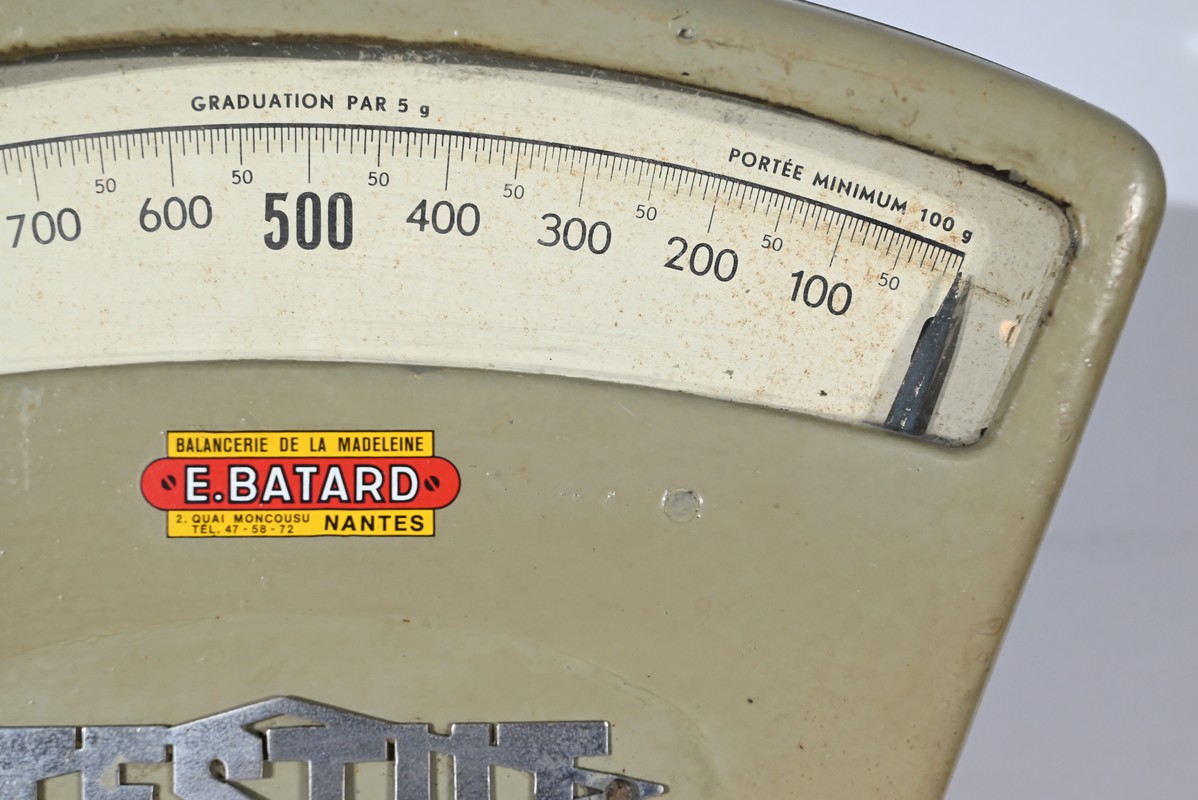 GRADUATION PAR 5 g
PORTÉE MINIMUM 100 g
700 50 600 50 500 50 400 50 300 50 200 50 100 50
BALANCERIE DE LA MADELEINE
E.BATARD
2. QUAI MONCOUSU
TÉL. 47-58-72
NANTES